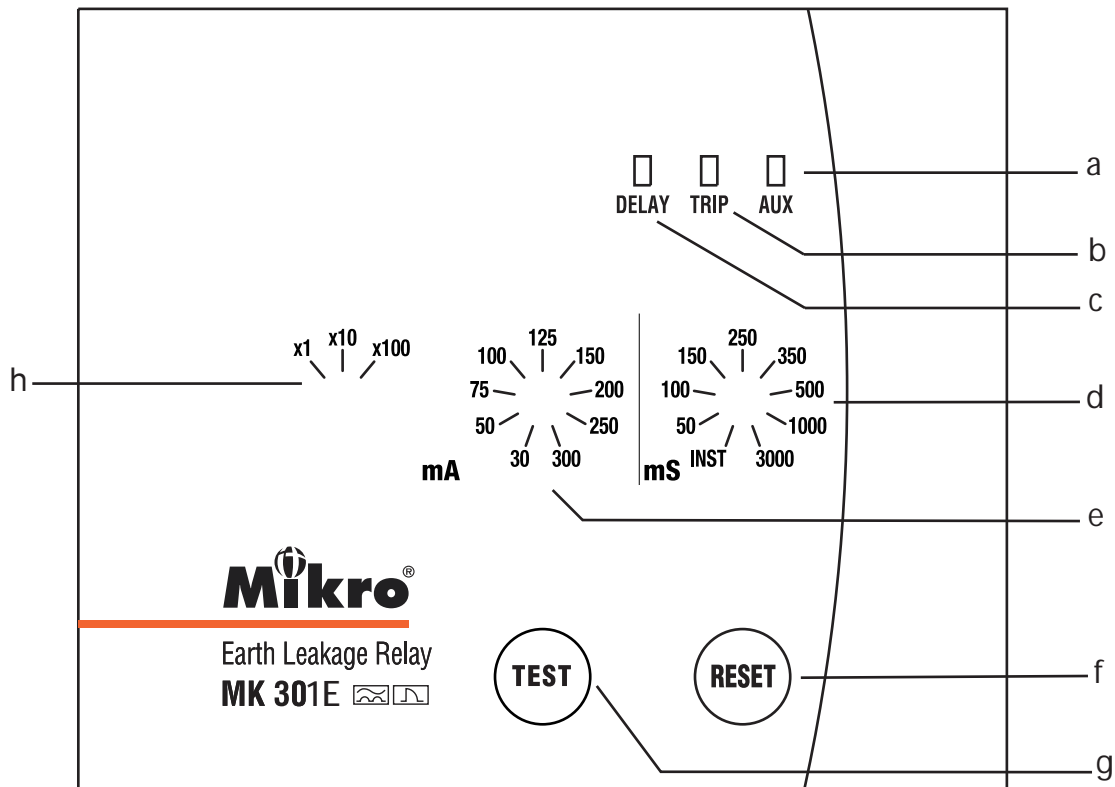 a
DELAY TRIP AUX
b
c
x1 x10 x100
h
30 50 75 100 125 150 200 250 300
mA
INST 50 100 150 250 350 500 1000 3000
mS
d
e
Mikro®
Earth Leakage Relay
MK 301E
TEST
RESET
f
g